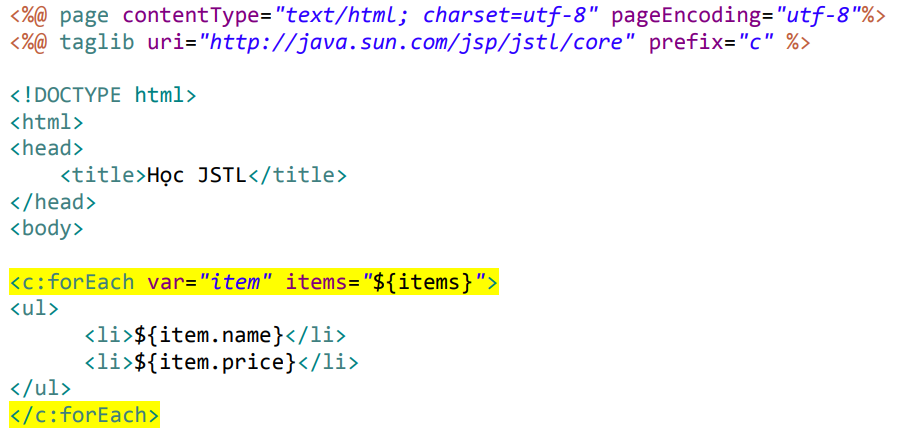 <%@ page contentType="text/html; charset=utf-8" pageEncoding="utf-8"%>
<%@ taglib uri="http://java.sun.com/jsp/jstl/core" prefix="c" %>
<!DOCTYPE html>
<html>
<head>
<title>Học JSTL</title>
</head>
<body>
<c:forEach var="item" items="${items}">
<ul>
<li>${item.name}</li>
<li>${item.price}</li>
</ul>
</c:forEach>